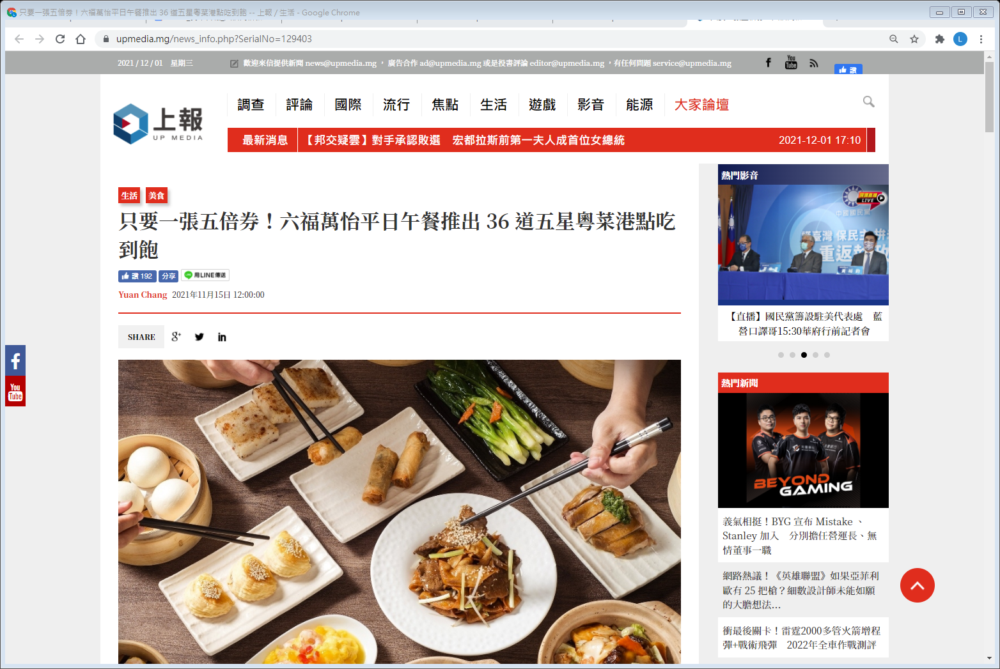 只要一張五倍券！六福萬怡平日午餐推出 36 道五星粵菜港點吃到飽 -- 上報 / 生活 - Google Chrome
upmedia.mg/news_info.php?SerialNo=129403
L
2021 / 12 / 01 星期三
歡迎來信提供新聞 news@upmedia.mg ， 廣告合作 ad@upmedia.mg 或是投書評論 editor@upmedia.mg ，有任何問題 service@upmedia.mg
You Tube
讚
上報
UP MEDIA
調查 評論 國際 流行 焦點 生活 遊戲 影音 能源 大家論壇
最新消息 【邦交疑雲】對手承認敗選 宏都拉斯前第一夫人成首位女總統 2021-12-01 17:10
生活 美食
只要一張五倍券！六福萬怡平日午餐推出 36 道五星粵菜港點吃
到飽
讚 192 分享 用LINE傳送
Yuan Chang 2021年11月15日 12:00:00
SHARE
You Tube
熱門影音
LIVE
中國國民黨
重返
【直播】國民黨籌設駐美代表處 藍
營口譯哥15:30華府行前記者會
熱門新聞
BEYOND
GAMING
義氣相挺！BYG 宣布 Mistake 、
Stanley 加入 分別擔任營運長、無
情董事一職
網路熱議！《英雄聯盟》如果亞菲利
歐有 25 把槍？細數設計師未能如願
的大膽想法...
衝最後關卡！雷霆2000多管火箭增程
彈+戰術飛彈 2022年全車作戰測評